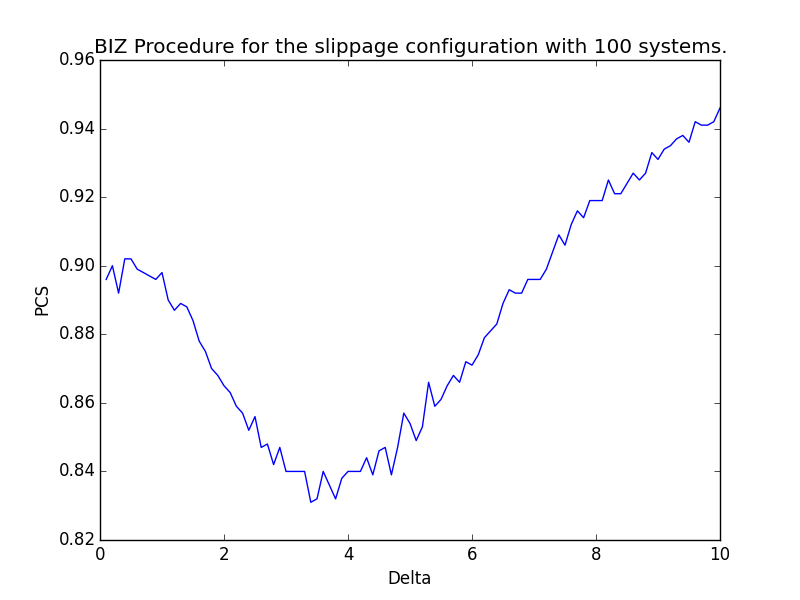 BIZ Procedure for the slippage configuration with 100 systems.
0.96
0.94
0.92
0.90
0.88
0.86
0.84
0.82
PCS
0 2 4 6 8 10
Delta